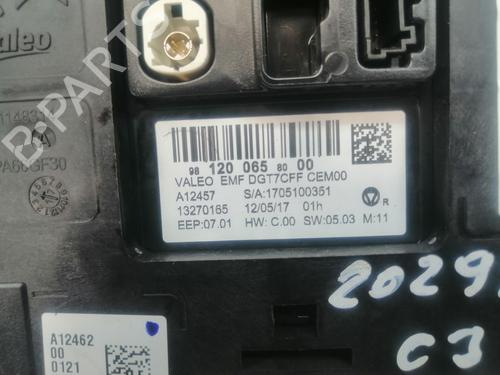 Valeo
B-PARTS
98 120 065 80 00
VALEO EMF DGT7CFF CEM00
A12457 S/A:1705100351
13270165 12/05/17 01h
EEP:07.01 HW: C.00 SW:05.03 M:11
R
2029
C3
A12462
00
0121